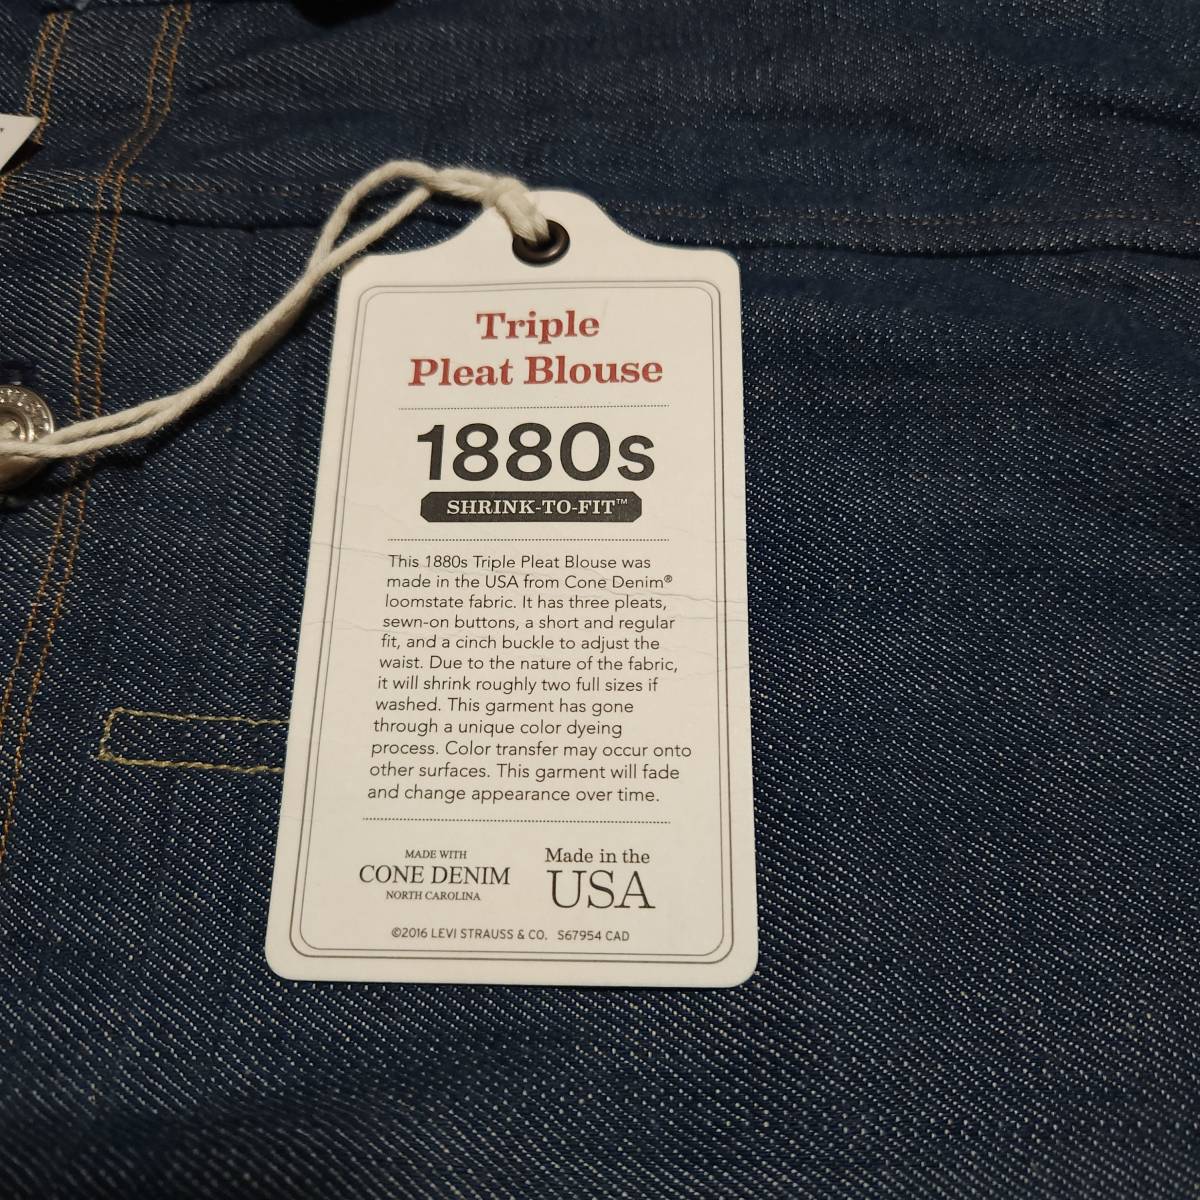 Triple
Pleat Blouse
1880s
SHRINK-TO-FIT™
This 1880s Triple Pleat Blouse was
made in the USA from Cone Denim®
loomstate fabric. It has three pleats,
sewn-on buttons, a short and regular
fit, and a cinch buckle to adjust the
waist. Due to the nature of the fabric,
it will shrink roughly two full sizes if
washed. This garment has gone
through a unique color dyeing
process. Color transfer may occur onto
other surfaces. This garment will fade
and change appearance over time.
MADE WITH
CONE DENIM
NORTH CAROLINA
Made in the
USA
©2016 LEVI STRAUSS & CO. S67954 CAD